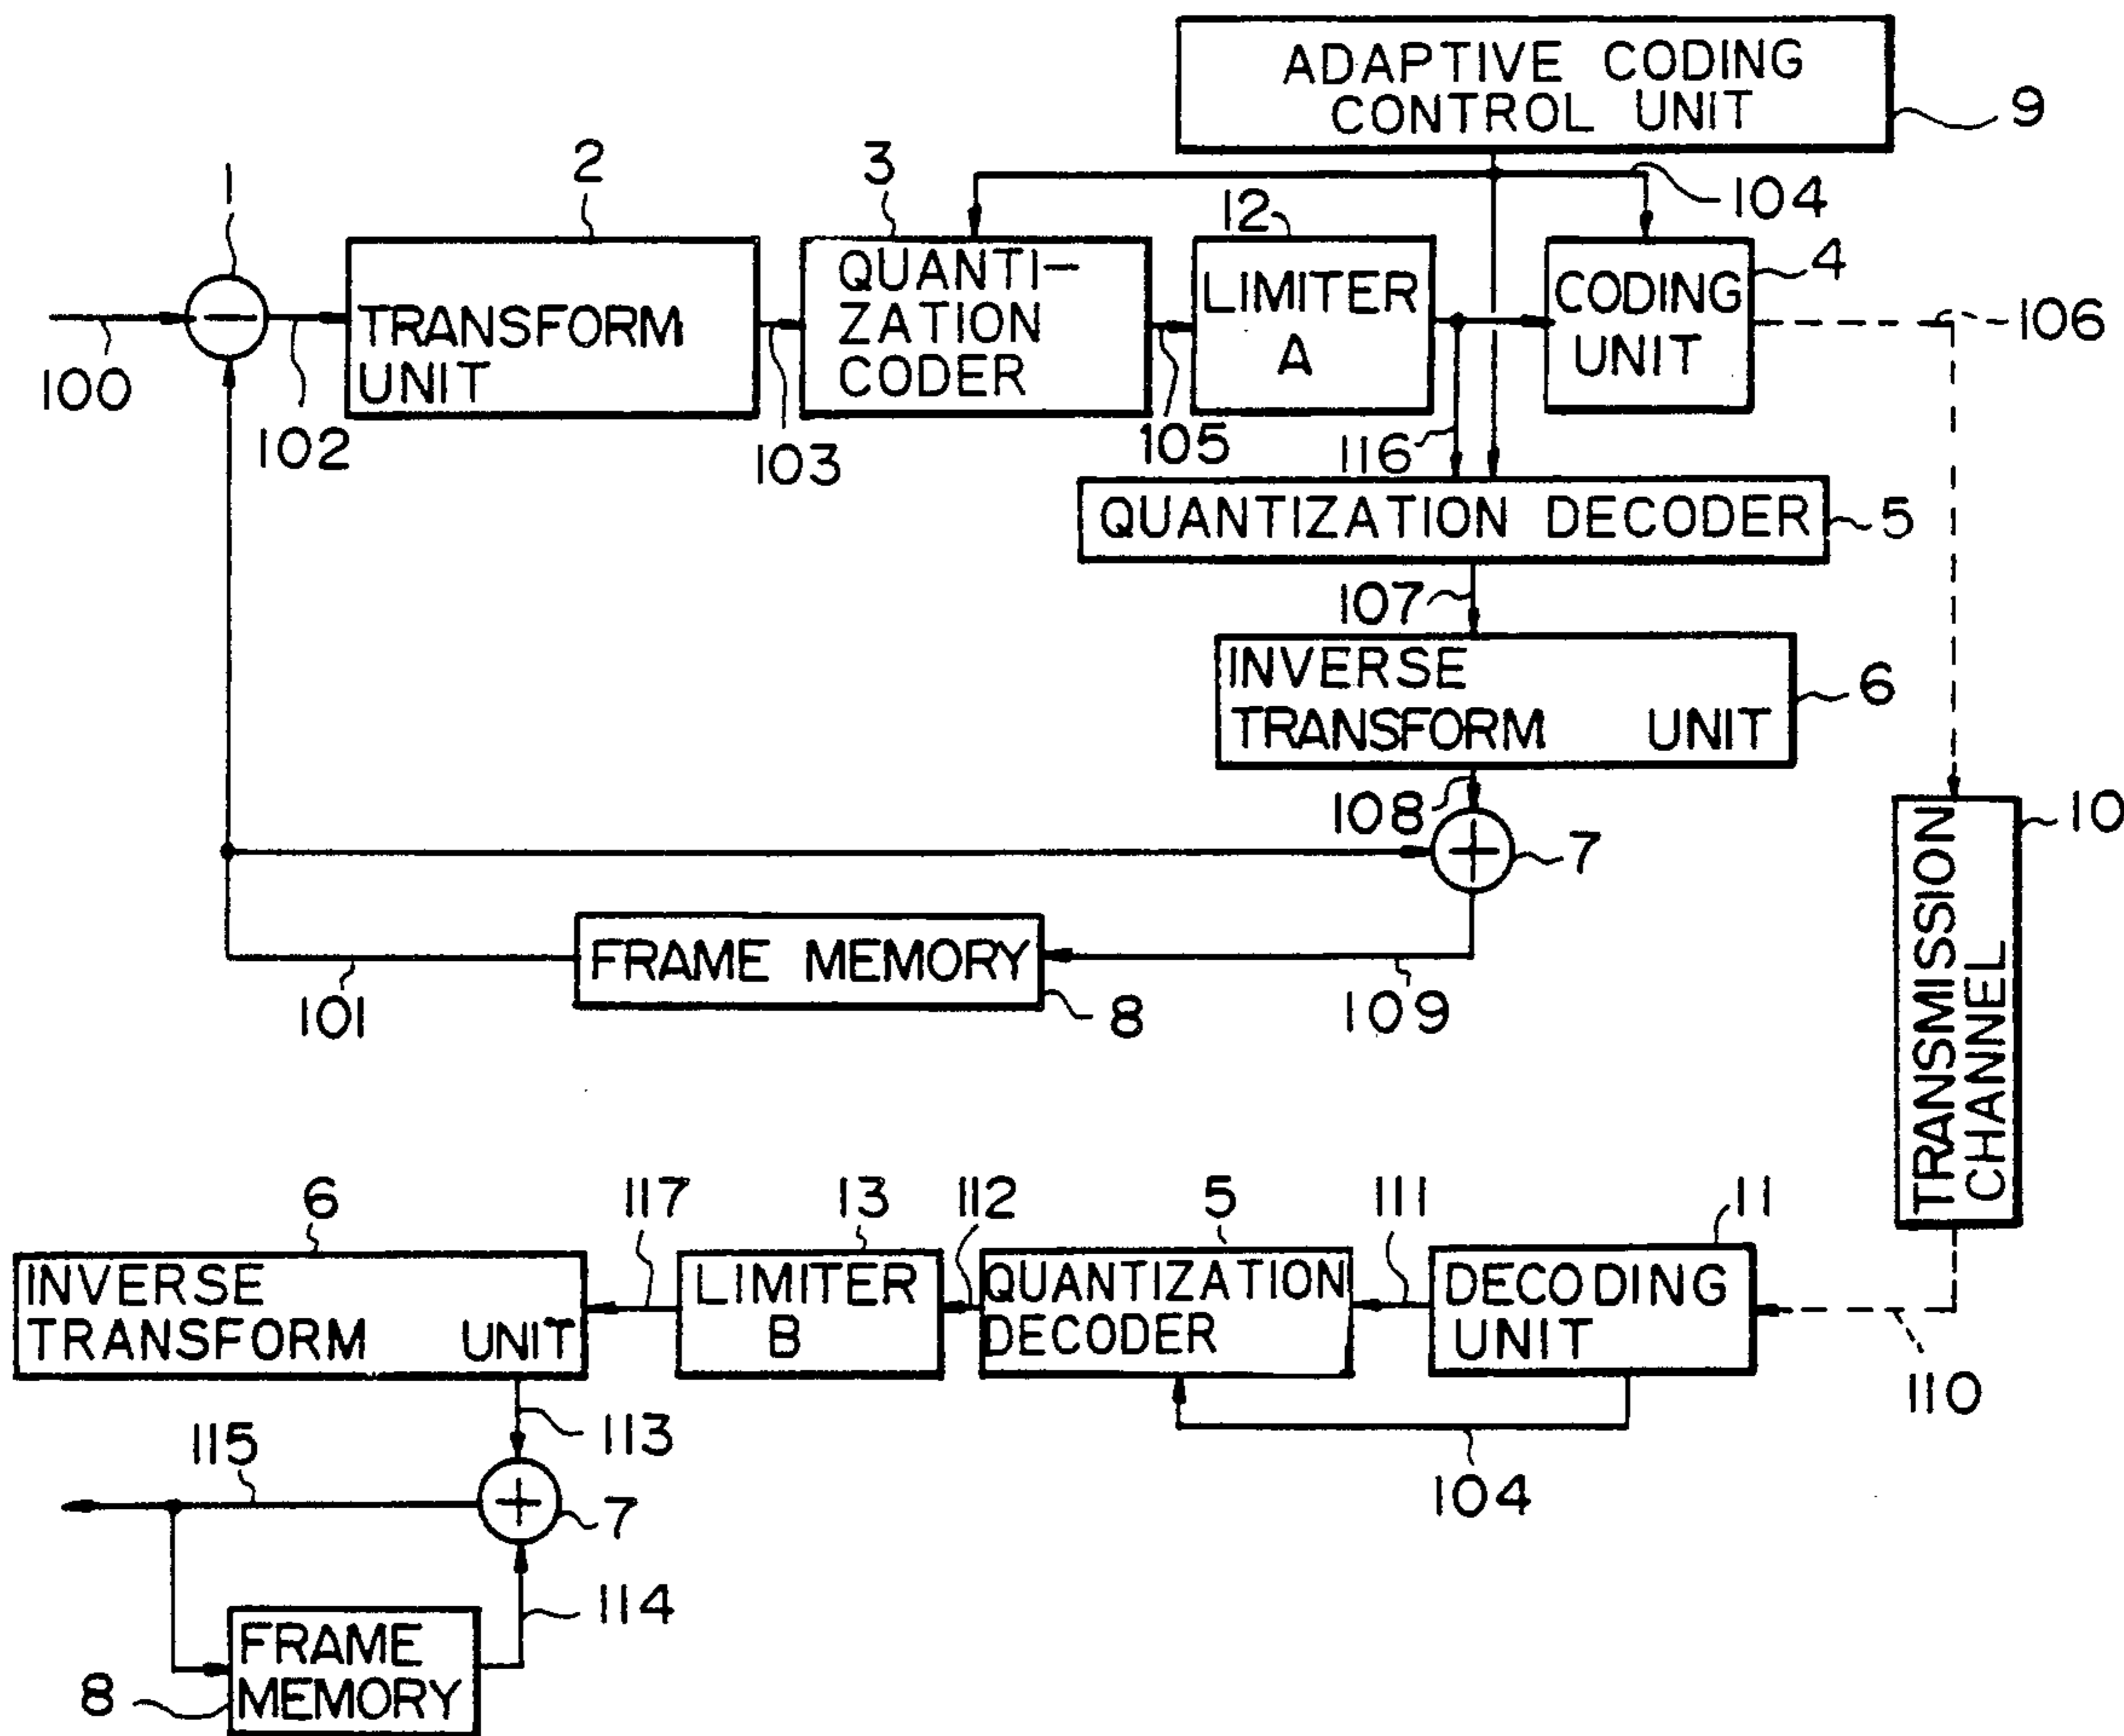 ADAPTIVE CODING
CONTROL UNIT
9
1
2
3
12
104
4
QUANTI-
ZATION
CODER
LIMITER
A
CODING
UNIT
TRANSFORM
UNIT
106
100
102
103
105
116
QUANTIZATION DECODER
5
107
INVERSE
TRANSFORM UNIT
6
108
7
10
TRANSMISSION
CHANNEL
FRAME MEMORY
101
8
109
6
117
13
112
5
111
11
INVERSE
TRANSFORM UNIT
LIMITER
B
QUANTIZATION
DECODER
DECODING
UNIT
110
113
115
104
7
114
FRAME
MEMORY
8